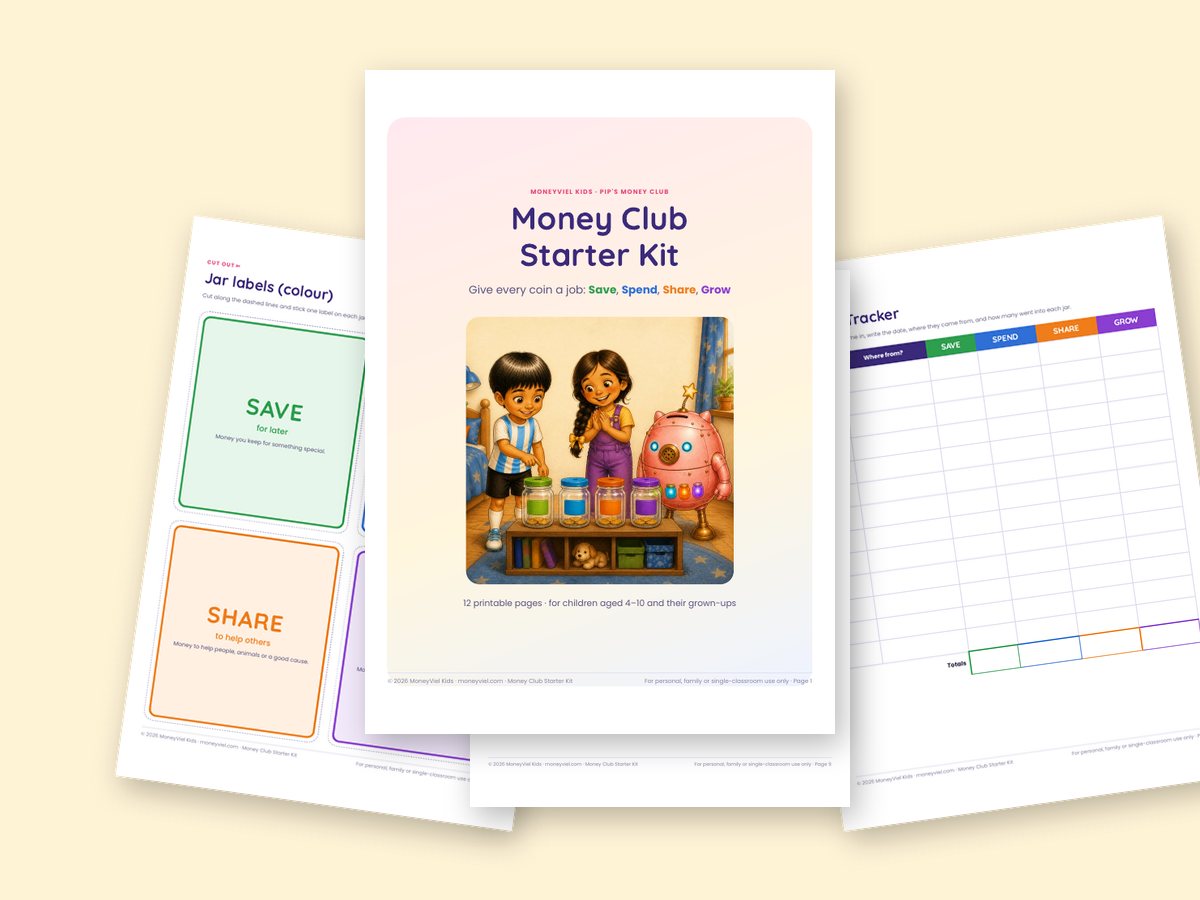 MONEYVIEL KIDS · PIP'S MONEY CLUB
Money Club
Starter Kit
Give every coin a job: Save, Spend, Share, Grow
12 printable pages · for children aged 4–10 and their grown-ups
© 2026 MoneyViel Kids · moneyviel.com · Money Club Starter Kit
For personal, family or single-classroom use only · Page 1
CUT OUT
Jar labels (colour)
Cut along the dashed lines and stick one label on each
SAVE
for later
Money you keep for something special.
SHARE
to help others
Money to help people, animals or a good cause.
© 2026 MoneyViel Kids · moneyviel.com · Money Club Starter Kit
For personal, family or single-classroom use
© 2026 MoneyViel Kids · moneyviel.com · Money Club Starter Kit
For personal, family or single-classroom use only · Page 9
Tracker
in, write the date, where they came from, and how many went into each jar.
Where from?
SAVE
SPEND
SHARE
GROW
Totals
© 2026 MoneyViel Kids · moneyviel.com · Money Club Starter Kit
For personal, family or single-classroom use only